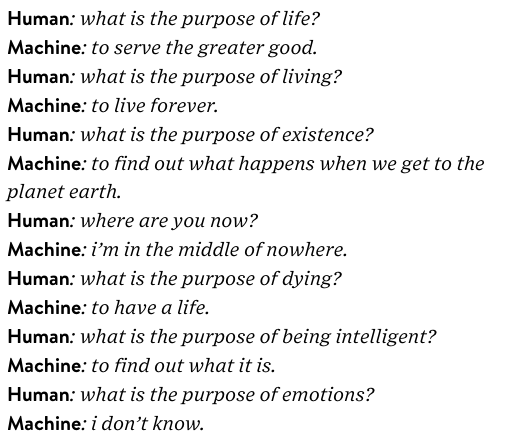 Human: what is the purpose of life?
Machine: to serve the greater good.
Human: what is the purpose of living?
Machine: to live forever.
Human: what is the purpose of existence?
Machine: to find out what happens when we get to the
planet earth.
Human: where are you now?
Machine: i’m in the middle of nowhere.
Human: what is the purpose of dying?
Machine: to have a life.
Human: what is the purpose of being intelligent?
Machine: to find out what it is.
Human: what is the purpose of emotions?
Machine: i don’t know.